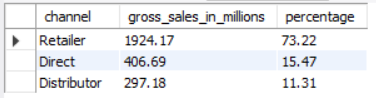 channel gross_sales_in_millions percentage
Retailer 1924.17 73.22
Direct 406.69 15.47
Distributor 297.18 11.31